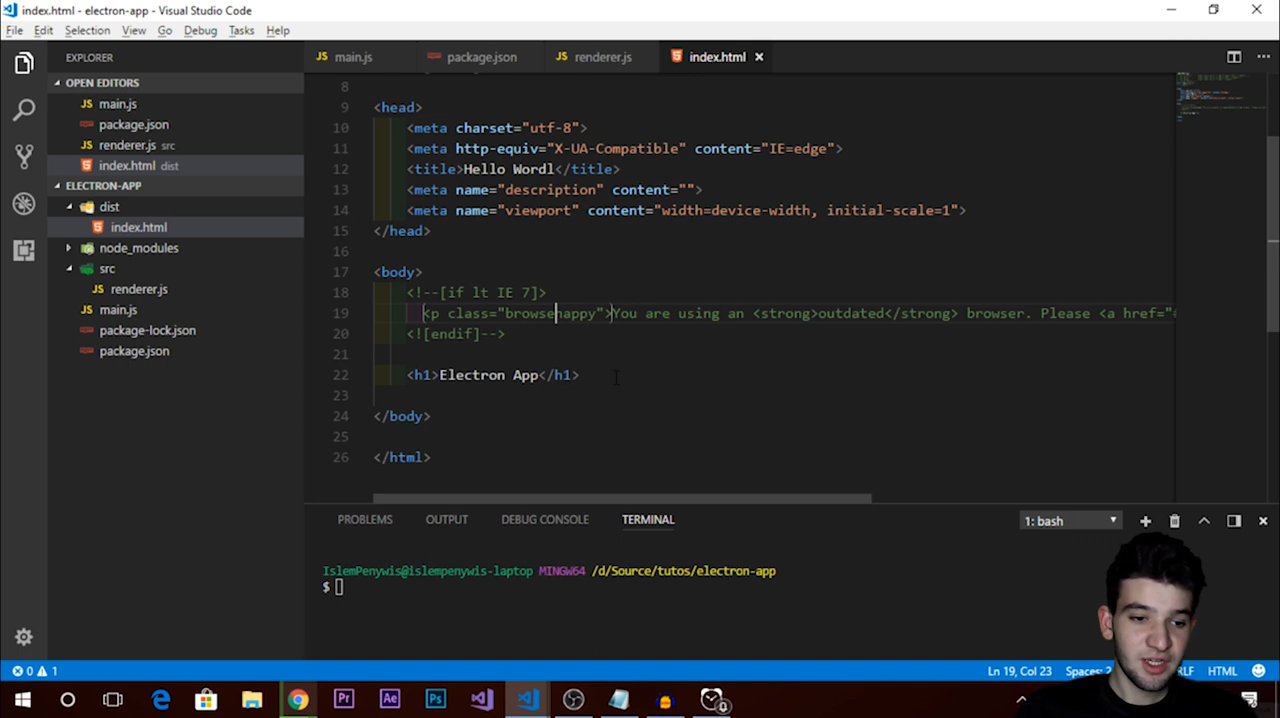 index.html - electron-app - Visual Studio Code
File Edit Selection View Go Debug Tasks Help
EXPLORER
OPEN EDITORS
JS main.js
package.json
JS renderer.js src
index.html dist
ELECTRON-APP
dist
index.html
node_modules
src
JS renderer.js
JS main.js
package-lock.json
package.json
JS main.js
package.json
JS renderer.js
index.html
8
9 <head>
10 <meta charset="utf-8">
11 <meta http-equiv="X-UA-Compatible" content="IE=edge">
12 <title>Hello Wordl</title>
13 <meta name="description" content="">
14 <meta name="viewport" content="width=device-width, initial-scale=1">
15 </head>
16
17 <body>
18 <!--[if lt IE 7]>
19 <p class="browsehappy">You are using an <strong>outdated</strong> browser. Please <a href="
20 <![endif]-->
21
22 <h1>Electron App</h1>
23
24 </body>
25
26 </html>
PROBLEMS OUTPUT DEBUG CONSOLE TERMINAL
1: bash
IslemPenywis@islempenywis-laptop MINGW64 /d/Source/tutos/electron-app
$
0 1
Ln 19, Col 23 Spaces: HTML
Pr Ae Ps